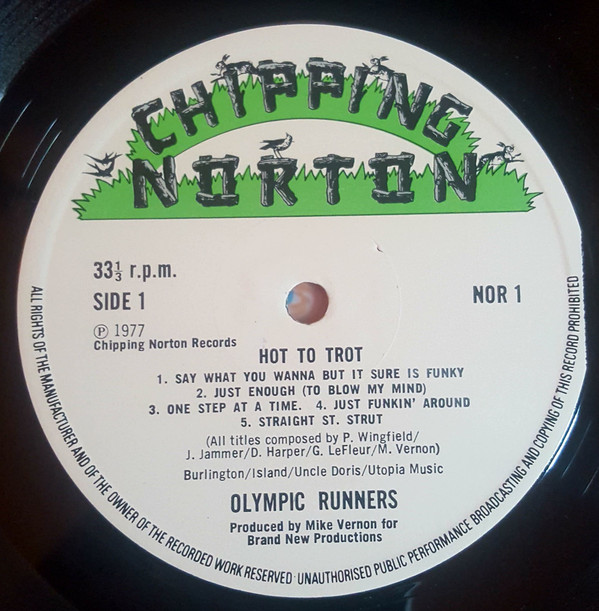 CHIPPING
NORTON
33⅓ r.p.m.
SIDE 1
NOR 1
℗ 1977
Chipping Norton Records
HOT TO TROT
1. SAY WHAT YOU WANNA BUT IT SURE IS FUNKY
2. JUST ENOUGH (TO BLOW MY MIND)
3. ONE STEP AT A TIME. 4. JUST FUNKIN' AROUND
5. STRAIGHT ST. STRUT
(All titles composed by P. Wingfield/
J. Jammer/D. Harper/G. LeFleur/M. Vernon)
Burlington/Island/Uncle Doris/Utopia Music
OLYMPIC RUNNERS
Produced by Mike Vernon for
Brand New Productions
ALL RIGHTS OF THE MANUFACTURER AND OF THE OWNER OF THE RECORDED WORK RESERVED · UNAUTHORISED PUBLIC PERFORMANCE BROADCASTING AND COPYING OF THIS RECORD PROHIBITED